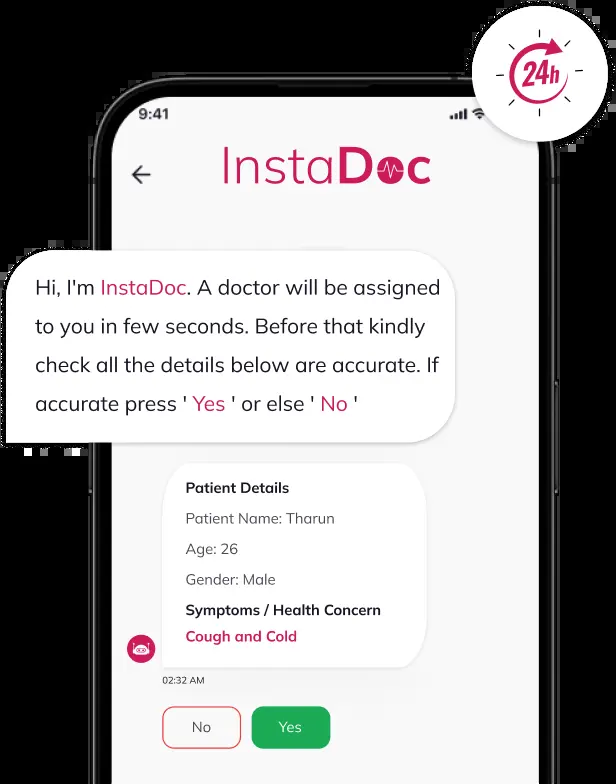 24h
9:41
InstaDoc
Hi, I'm InstaDoc. A doctor will be assigned
to you in few seconds. Before that kindly
check all the details below are accurate. If
accurate press ' Yes ' or else ' No '
Patient Details
Patient Name: Tharun
Age: 26
Gender: Male
Symptoms / Health Concern
Cough and Cold
02:32 AM
No
Yes